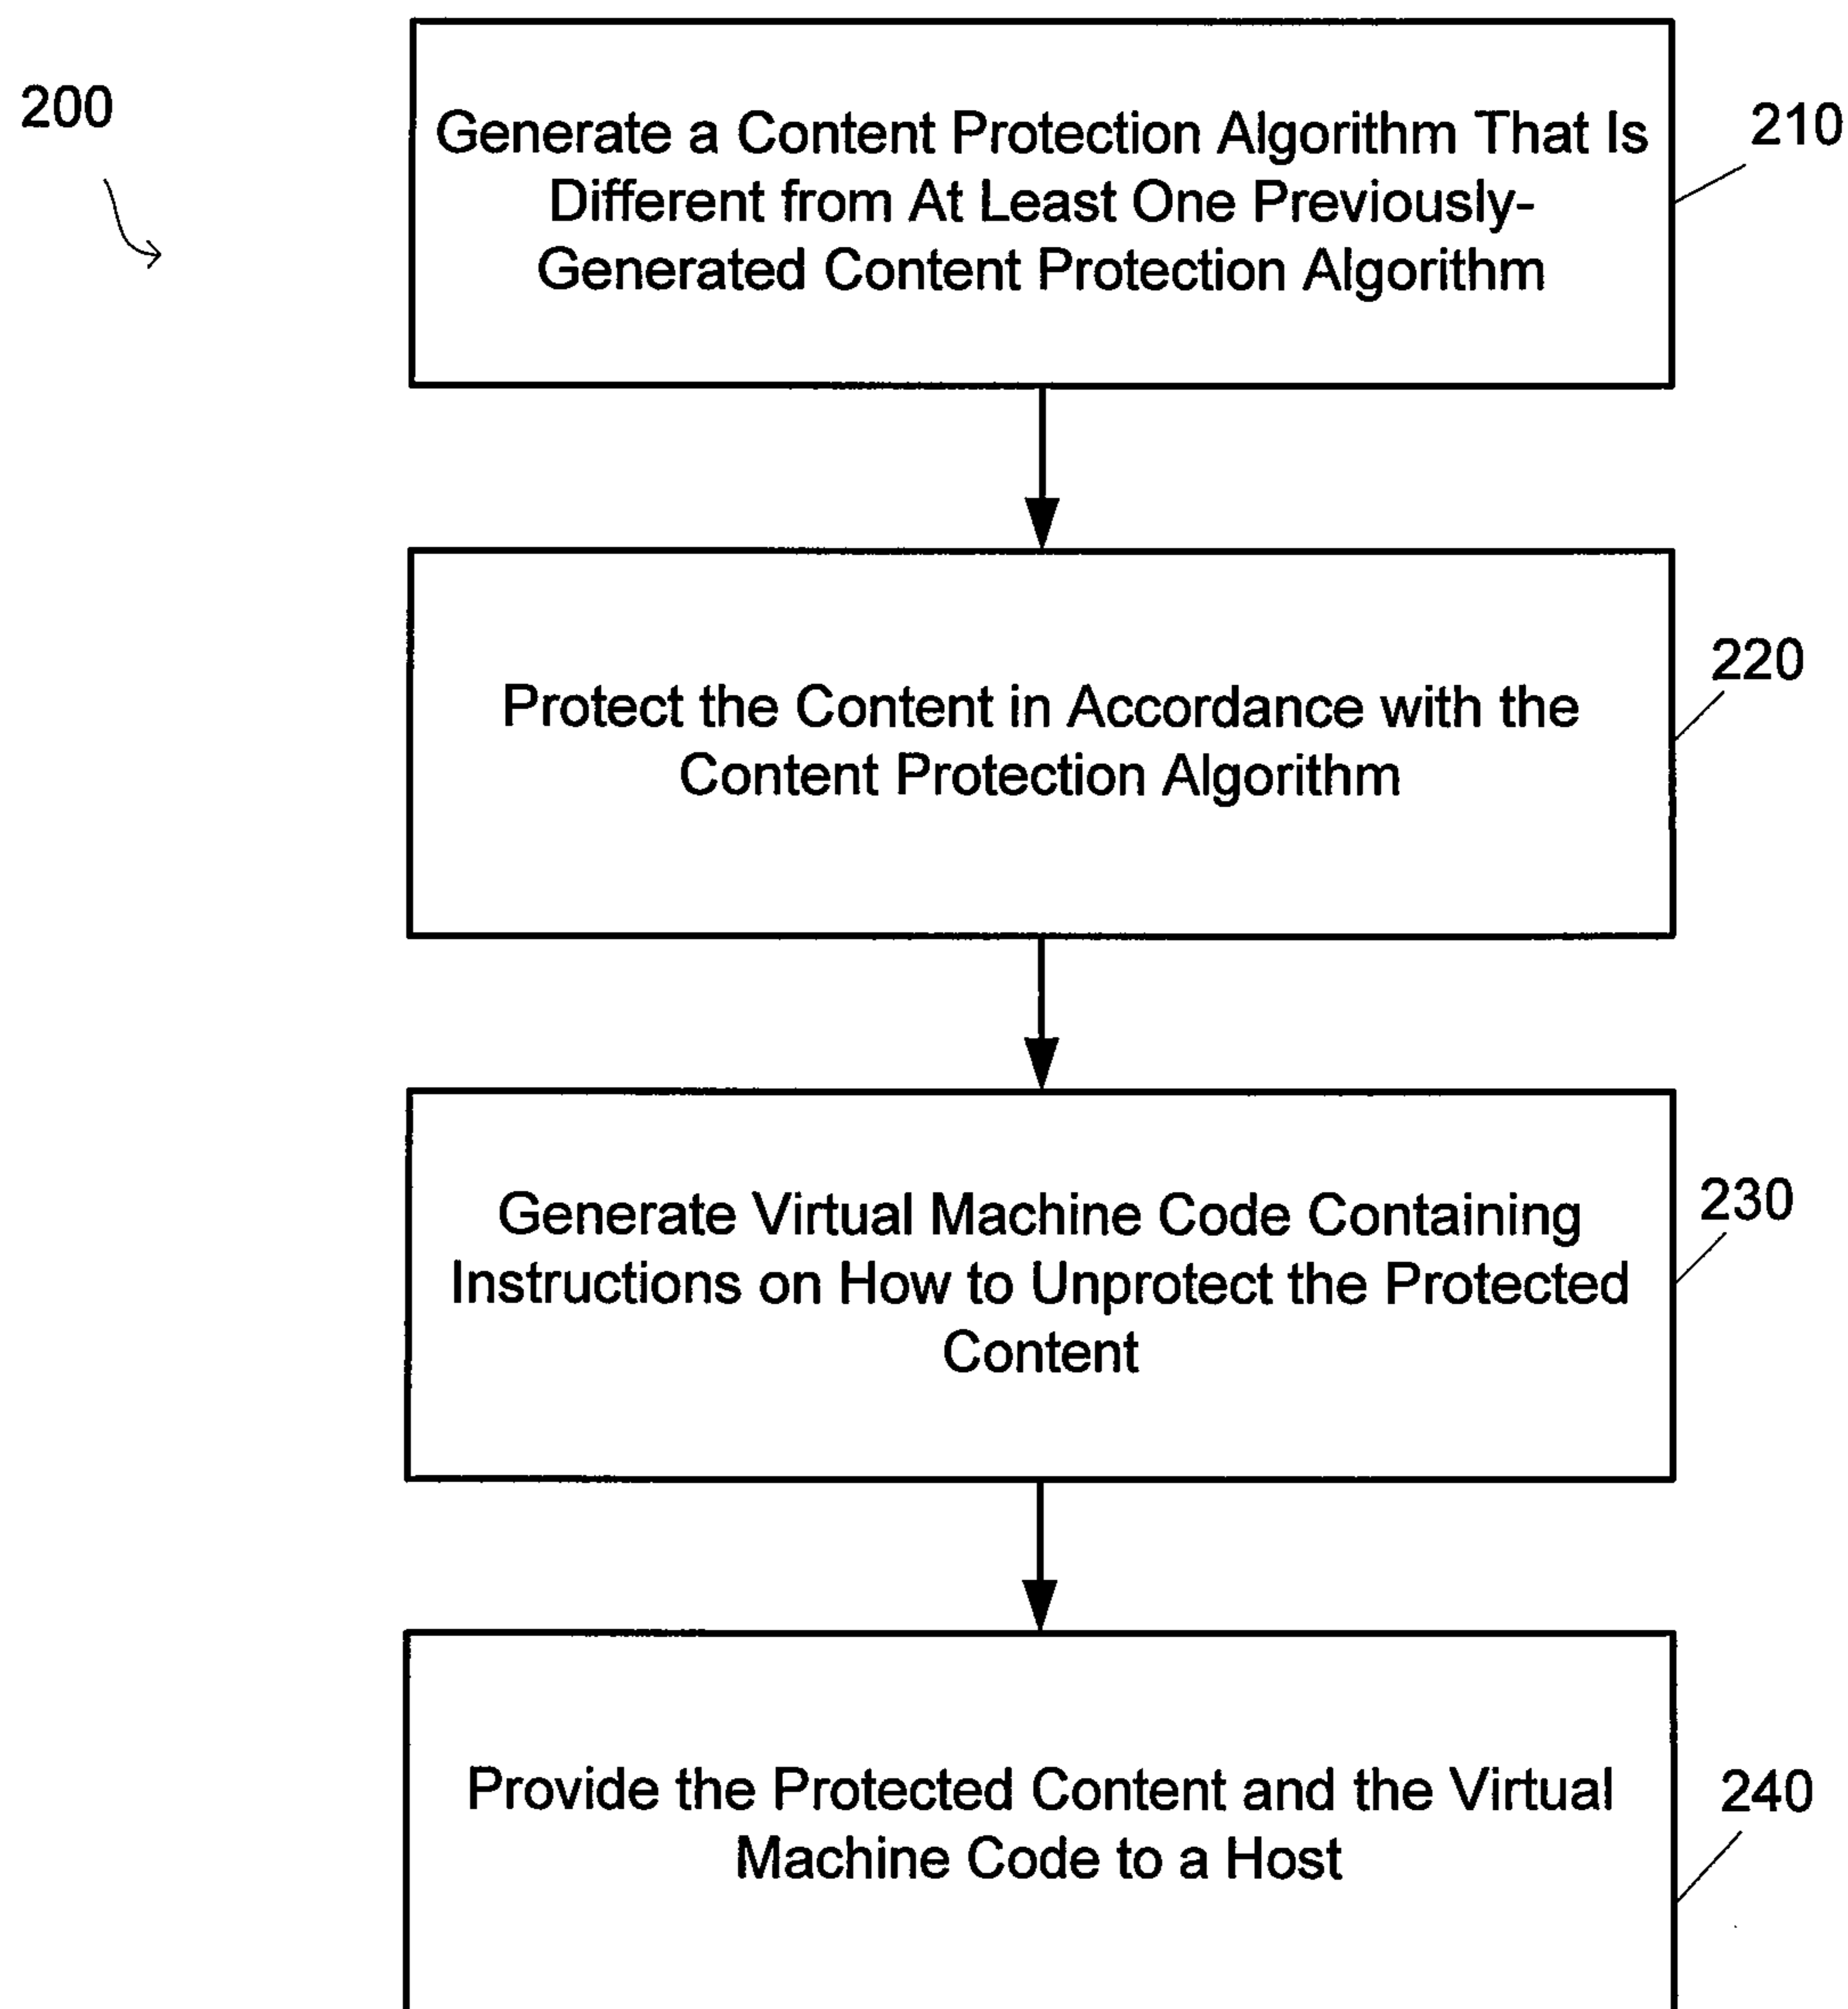 200
Generate a Content Protection Algorithm That Is
Different from At Least One Previously-
Generated Content Protection Algorithm
210
Protect the Content in Accordance with the
Content Protection Algorithm
220
Generate Virtual Machine Code Containing
Instructions on How to Unprotect the Protected
Content
230
Provide the Protected Content and the Virtual
Machine Code to a Host
240